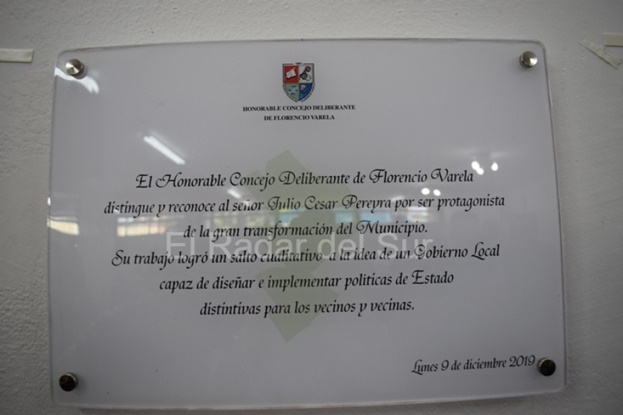 HONORABLE CONCEJO DELIBERANTE
DE FLORENCIO VARELA
El Honorable Concejo Deliberante de Florencio Varela
distingue y reconoce al señor Julio Cesar Pereyra por ser protagonista
de la gran transformación del Municipio.
El Radar del Sur
Su trabajo logró un salto cualitativo a la idea de un Gobierno Local
capaz de diseñar e implementar politicas de Estado
distintivas para los vecinos y vecinas.
Lunes 9 de diciembre 2019